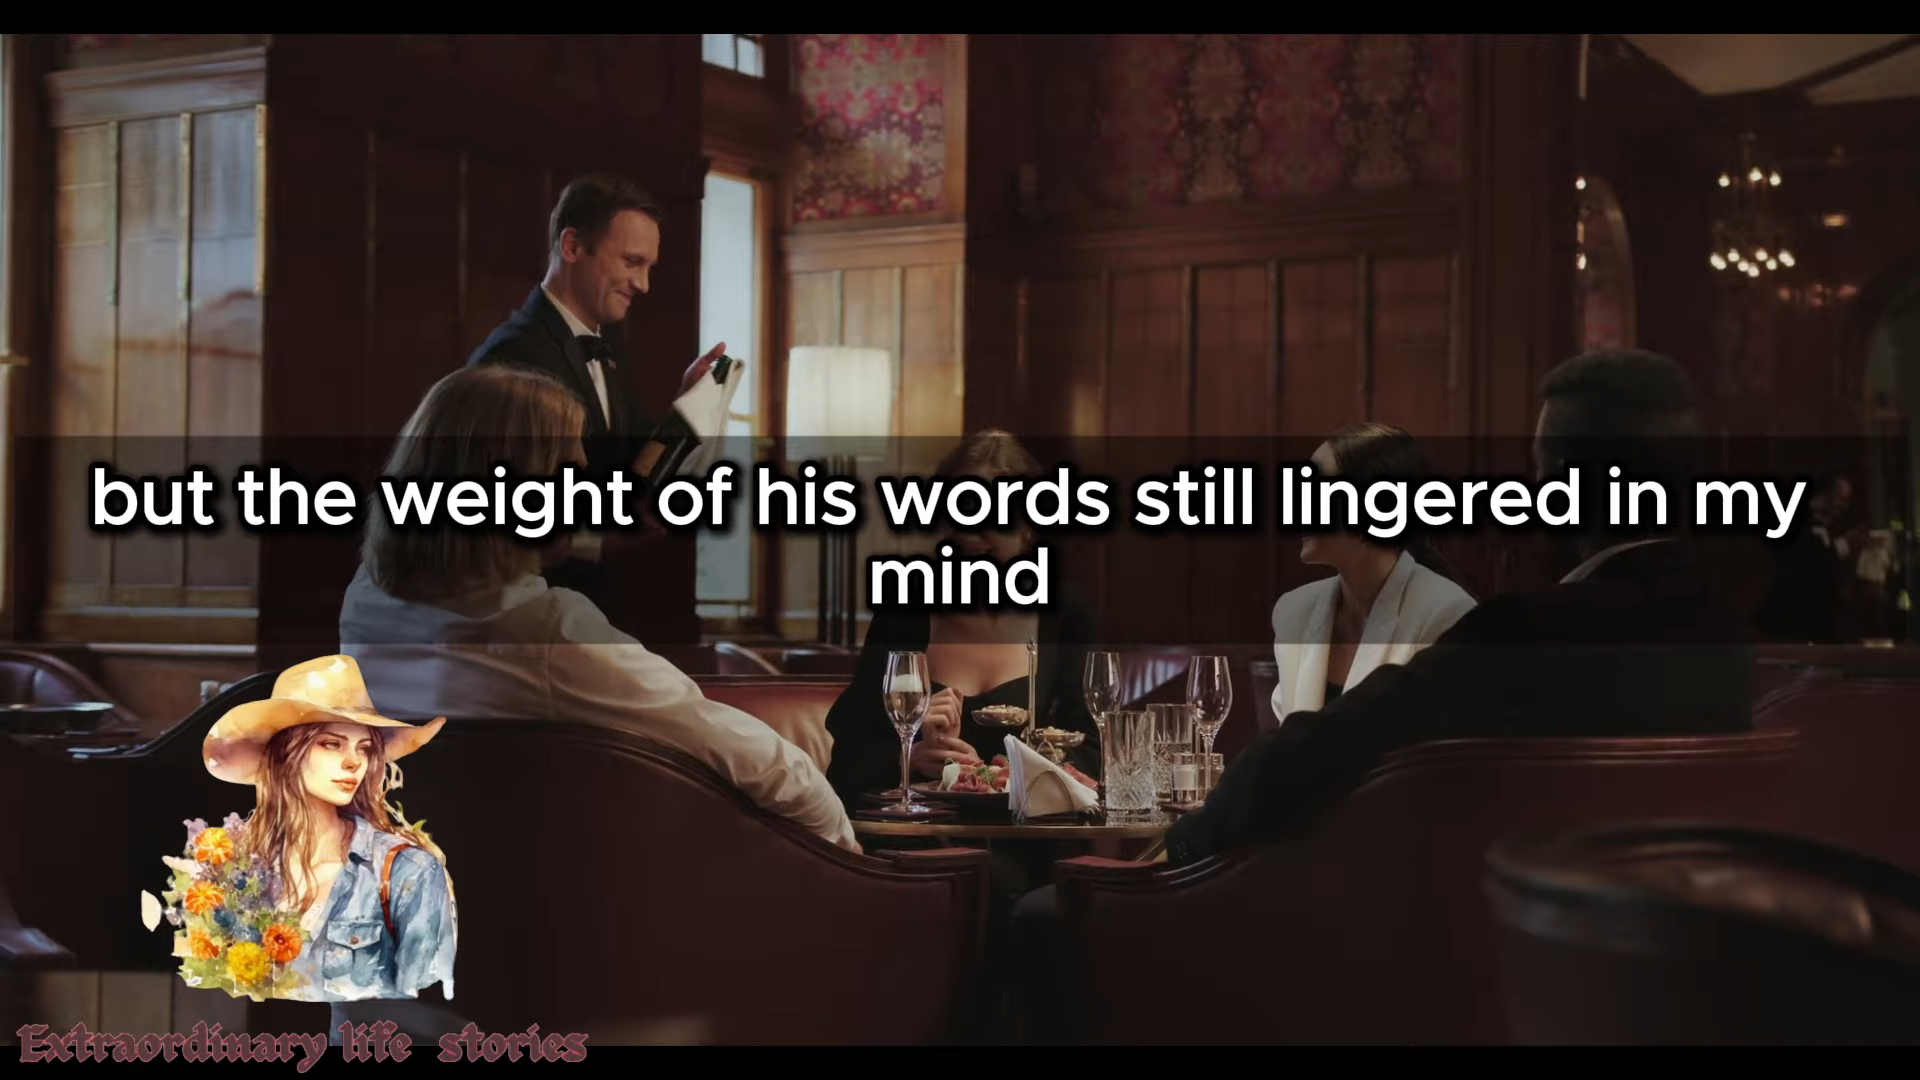 but the weight of his words still lingered in my
mind
Extraordinary life stories